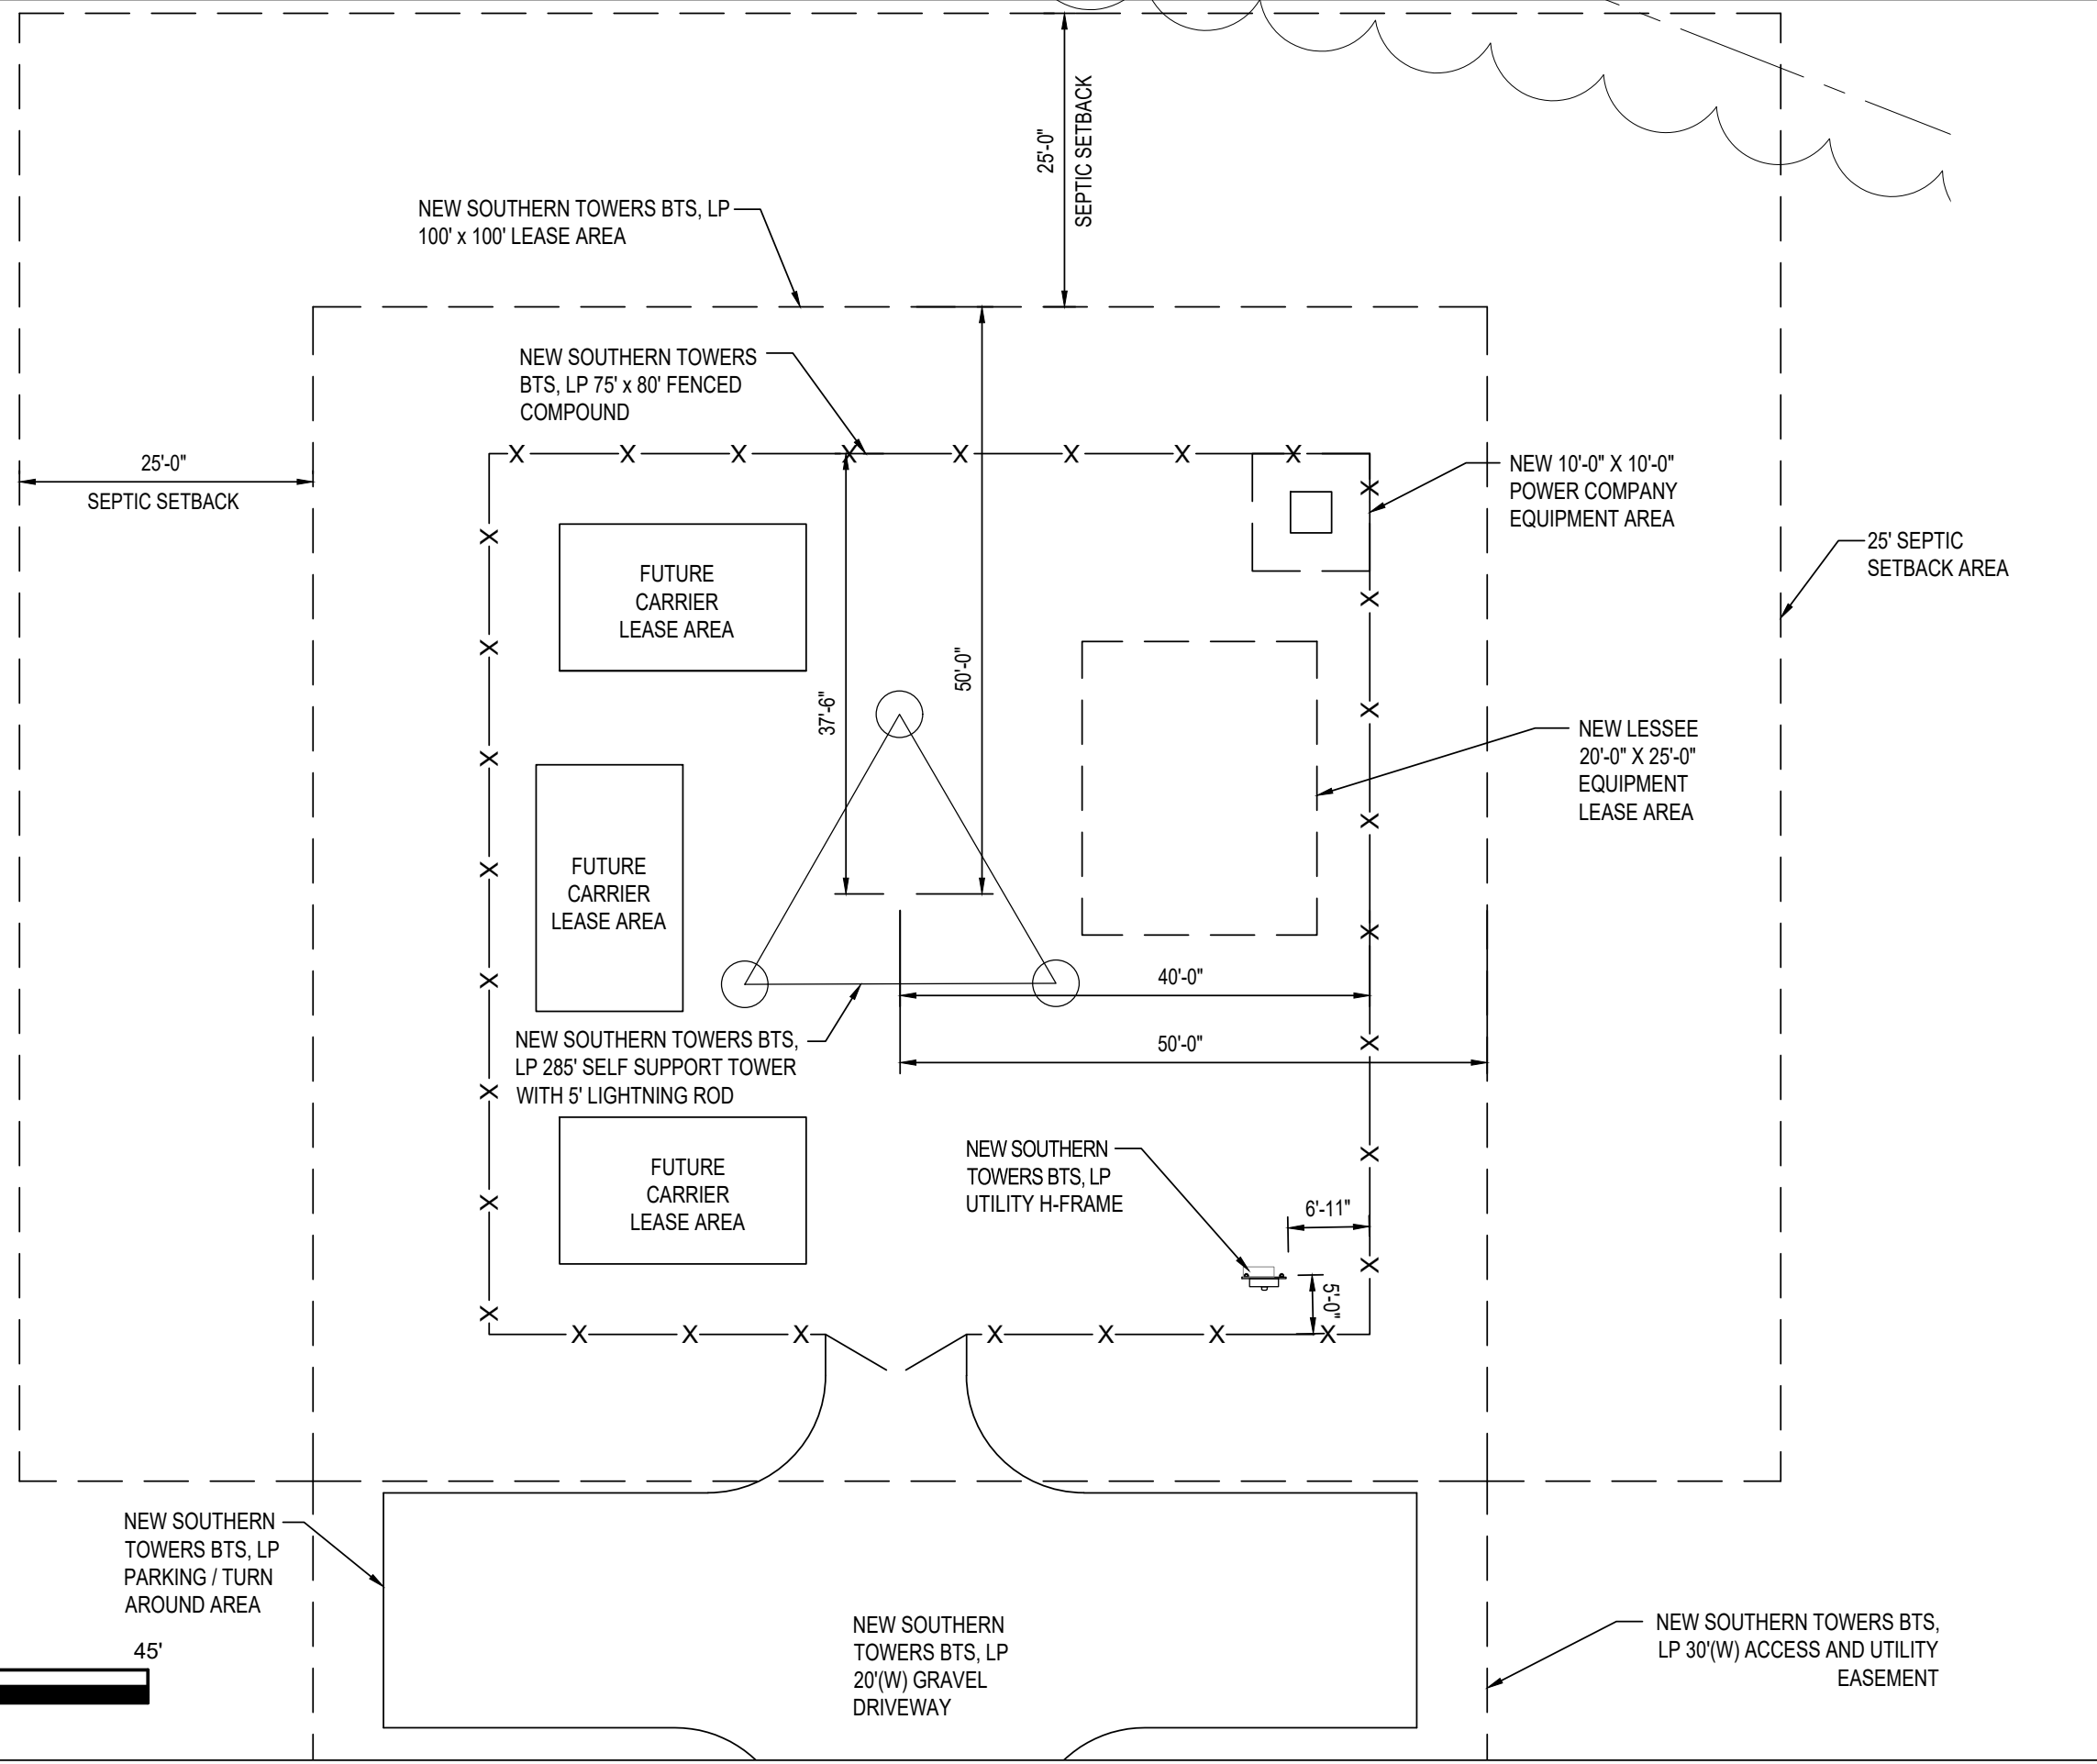 25'-0"
SEPTIC SETBACK
NEW SOUTHERN TOWERS BTS, LP
100' x 100' LEASE AREA
NEW SOUTHERN TOWERS
BTS, LP 75' x 80' FENCED
COMPOUND
25'-0"
SEPTIC SETBACK
NEW 10'-0" X 10'-0"
POWER COMPANY
EQUIPMENT AREA
25' SEPTIC
SETBACK AREA
FUTURE
CARRIER
LEASE AREA
37'-6"
50'-0"
NEW LESSEE
20'-0" X 25'-0"
EQUIPMENT
LEASE AREA
FUTURE
CARRIER
LEASE AREA
40'-0"
50'-0"
NEW SOUTHERN TOWERS BTS,
LP 285' SELF SUPPORT TOWER
WITH 5' LIGHTNING ROD
FUTURE
CARRIER
LEASE AREA
NEW SOUTHERN
TOWERS BTS, LP
UTILITY H-FRAME
6'-11"
5'-0"
NEW SOUTHERN
TOWERS BTS, LP
PARKING / TURN
AROUND AREA
45'
NEW SOUTHERN
TOWERS BTS, LP
20'(W) GRAVEL
DRIVEWAY
NEW SOUTHERN TOWERS BTS,
LP 30'(W) ACCESS AND UTILITY
EASEMENT